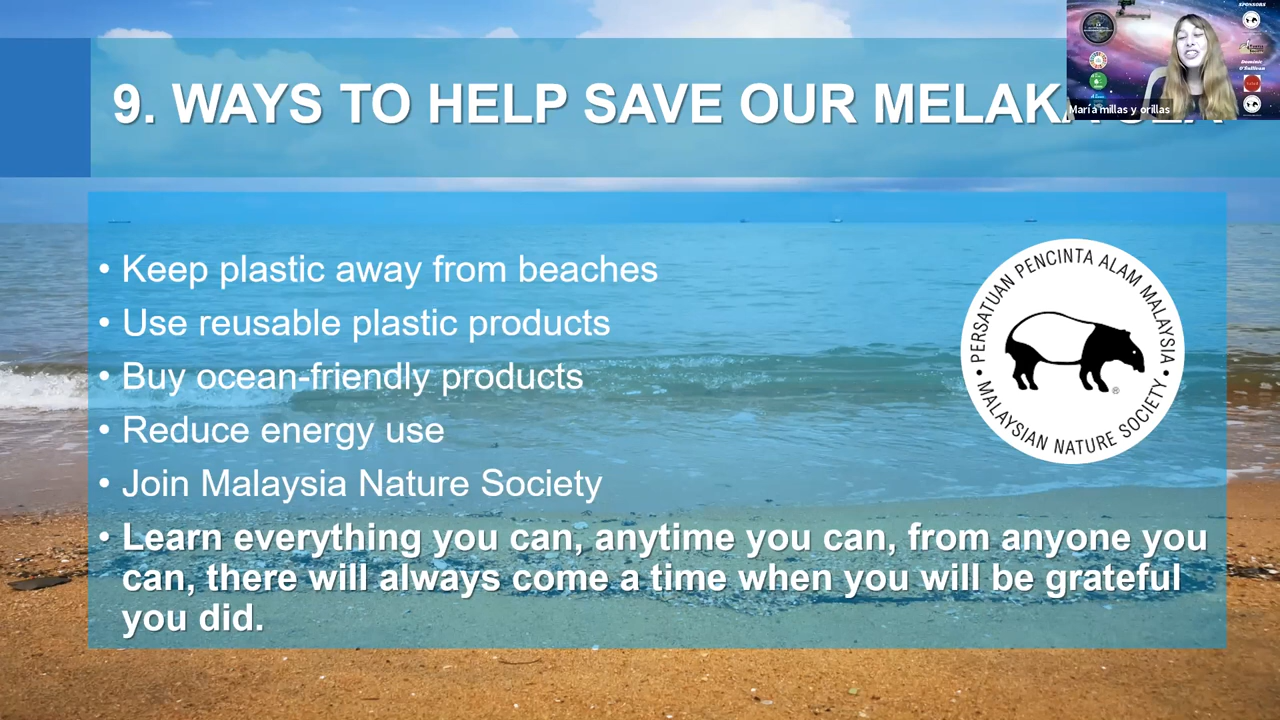 9. WAYS TO HELP SAVE OUR MELAKA
María millas y orillas
SPONSORS
Dominic
O'Sullivan
• Keep plastic away from beaches
• Use reusable plastic products
• Buy ocean-friendly products
• Reduce energy use
• Join Malaysia Nature Society
• Learn everything you can, anytime you can, from anyone you
can, there will always come a time when you will be grateful
you did.
• PERSATUAN PENCINTA ALAM MALAYSIA •
MALAYSIAN NATURE SOCIETY
®